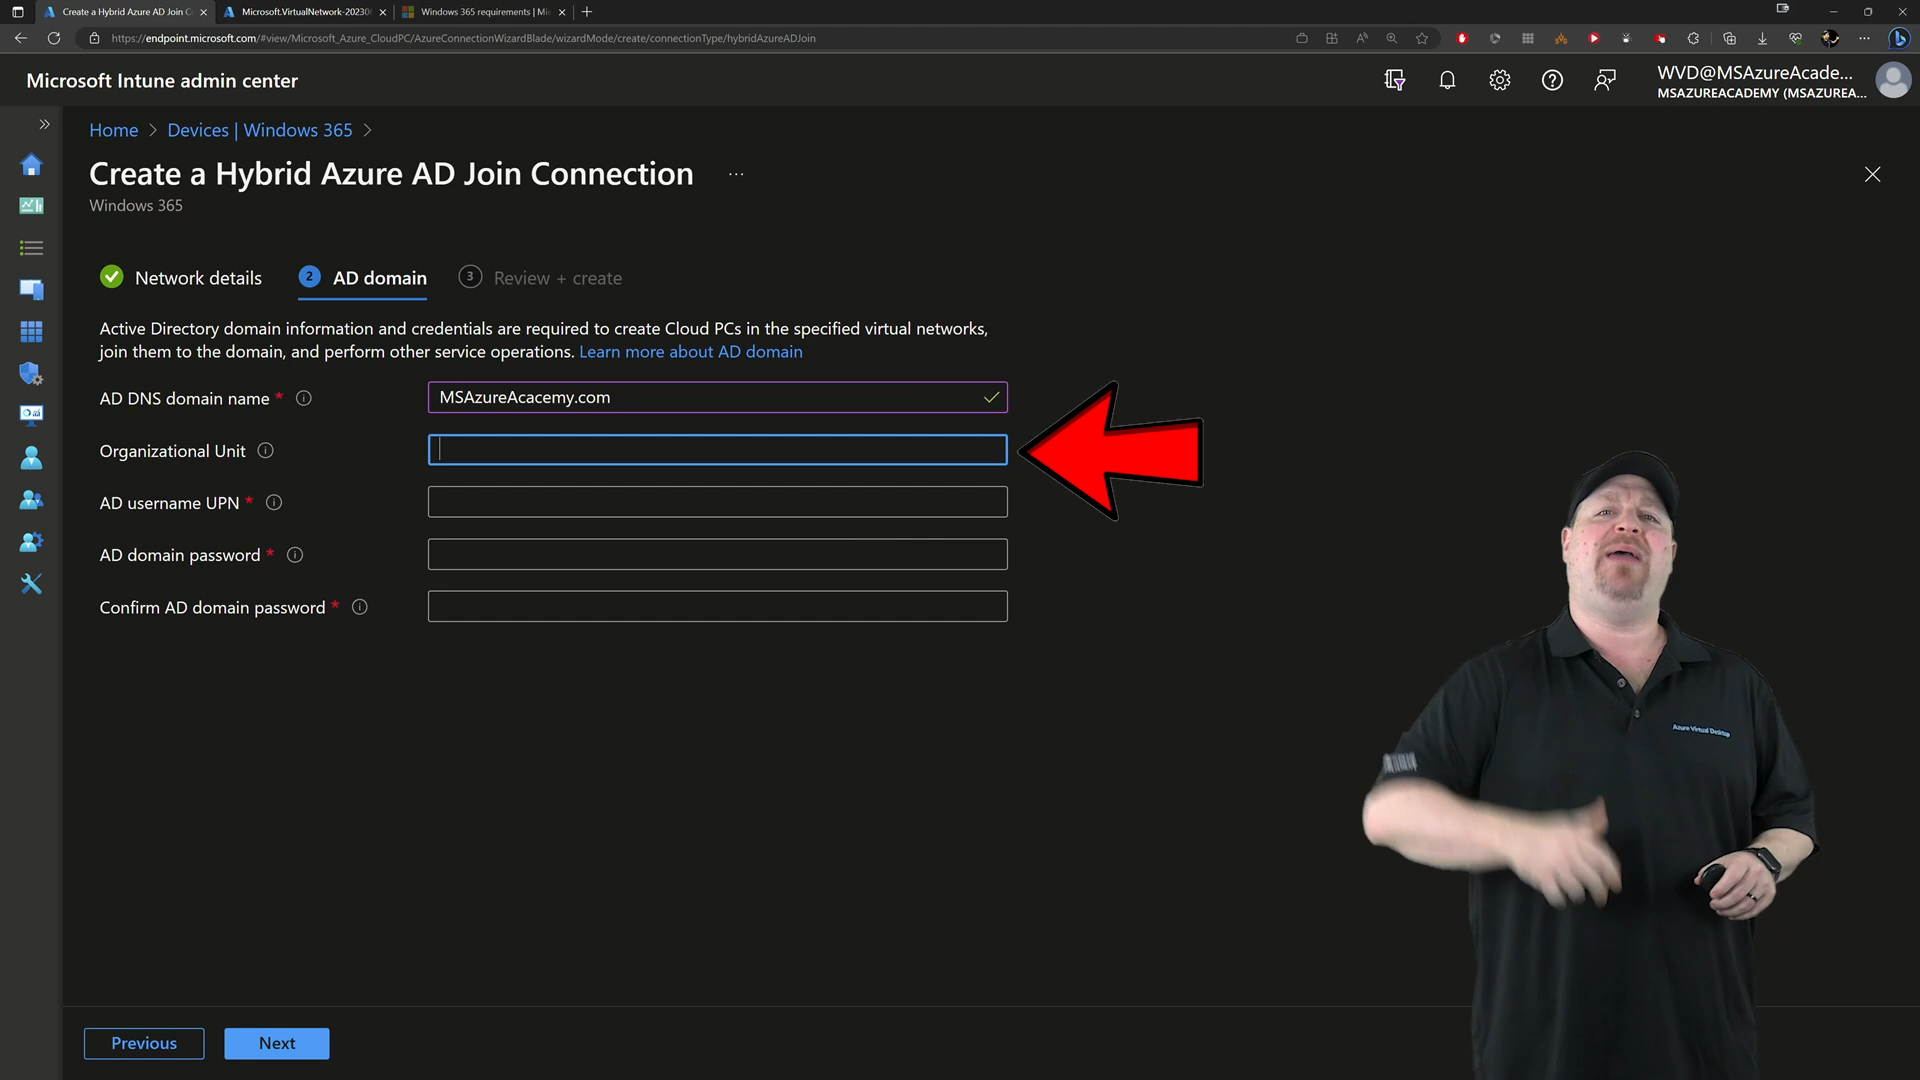 Create a Hybrid Azure AD Join C
Microsoft.VirtualNetwork-20230
Windows 365 requirements | Mi
https://endpoint.microsoft.com/#view/Microsoft_Azure_CloudPC/AzureConnectionWizardBlade/wizardMode/create/connectionType/hybridAzureADJoin
Microsoft Intune admin center
WVD@MSAzureAcade...
MSAZUREACADEMY (MSAZUREA...
Home > Devices | Windows 365 >
Create a Hybrid Azure AD Join Connection ...
Windows 365
Network details
2 AD domain
3 Review + create
Active Directory domain information and credentials are required to create Cloud PCs in the specified virtual networks,
join them to the domain, and perform other service operations. Learn more about AD domain
AD DNS domain name *
MSAzureAcacemy.com
Organizational Unit
AD username UPN *
AD domain password *
Confirm AD domain password *
Azure Virtual Desktop
Previous
Next